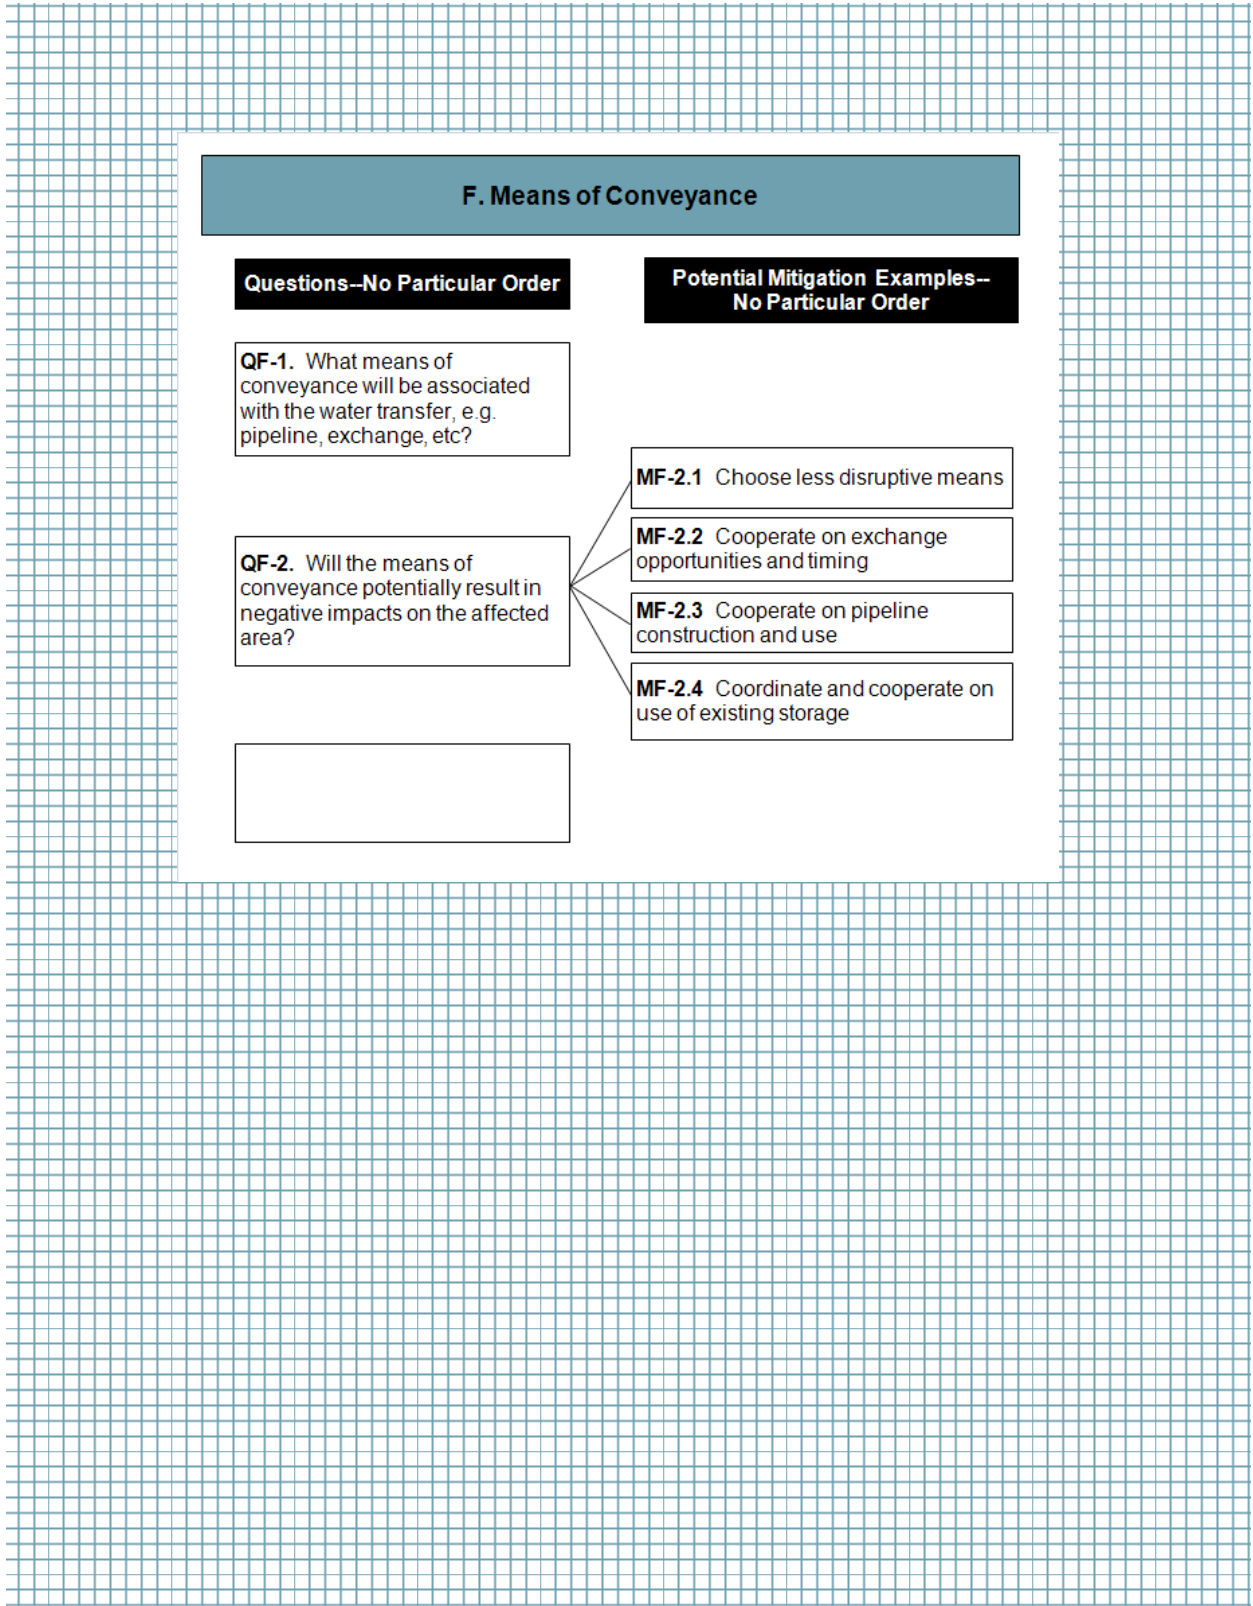 F. Means of Conveyance
Questions--No Particular Order
Potential Mitigation Examples--
No Particular Order
QF-1. What means of
conveyance will be associated
with the water transfer, e.g.
pipeline, exchange, etc?
QF-2. Will the means of
conveyance potentially result in
negative impacts on the affected
area?
MF-2.1 Choose less disruptive means
MF-2.2 Cooperate on exchange
opportunities and timing
MF-2.3 Cooperate on pipeline
construction and use
MF-2.4 Coordinate and cooperate on
use of existing storage